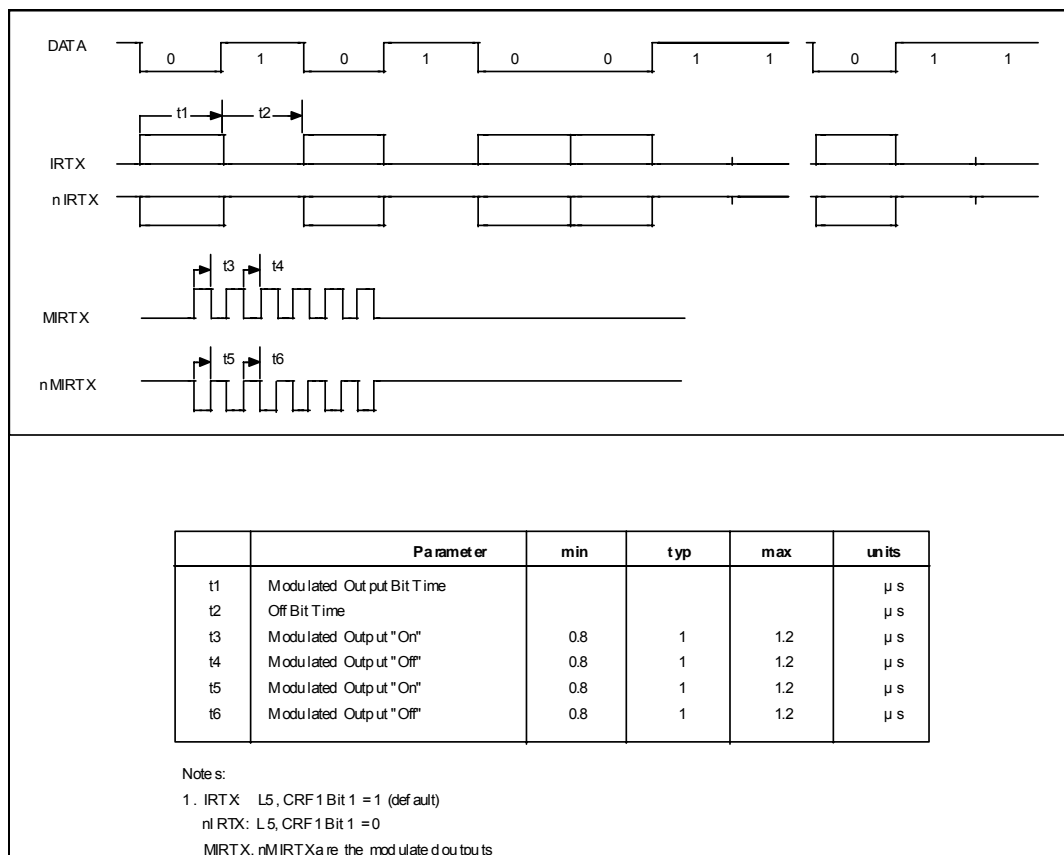 DATA
0 1 0 1 0 0 1 1 0 1 1
t1 t2
IRTX
nIRTX
t3 t4
MIRTX
t5 t6
nMIRTX
Parameter min typ max units
t1 Modulated Output Bit Time µs
t2 Off Bit Time µs
t3 Modulated Output "On" 0.8 1 1.2 µs
t4 Modulated Output "Off" 0.8 1 1.2 µs
t5 Modulated Output "On" 0.8 1 1.2 µs
t6 Modulated Output "Off" 0.8 1 1.2 µs
Notes:
1. IRTX: L5, CRF1 Bit 1 = 1 (default)
nIRTX: L5, CRF1 Bit 1 = 0
MIRTX, nMIRTX are the modulated outputs